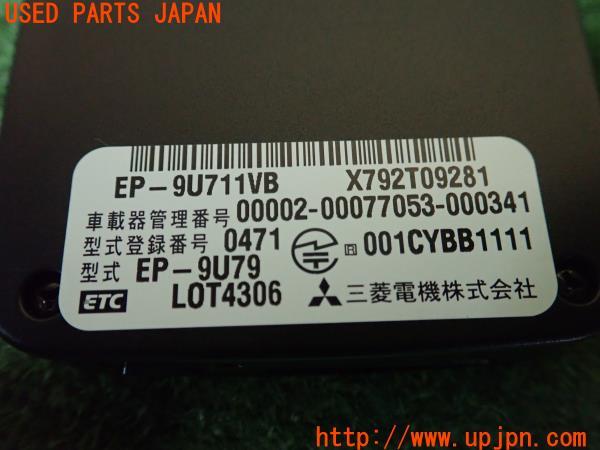 USED PARTS JAPAN
EP-9U711VB X792T09281
車載器管理番号 00002-00077053-000341
型式登録番号 0471 R 001CYBB1111
型式 EP-9U79
ETC LOT4306 三菱電機株式会社
UPJ
http://www.upjpn.com